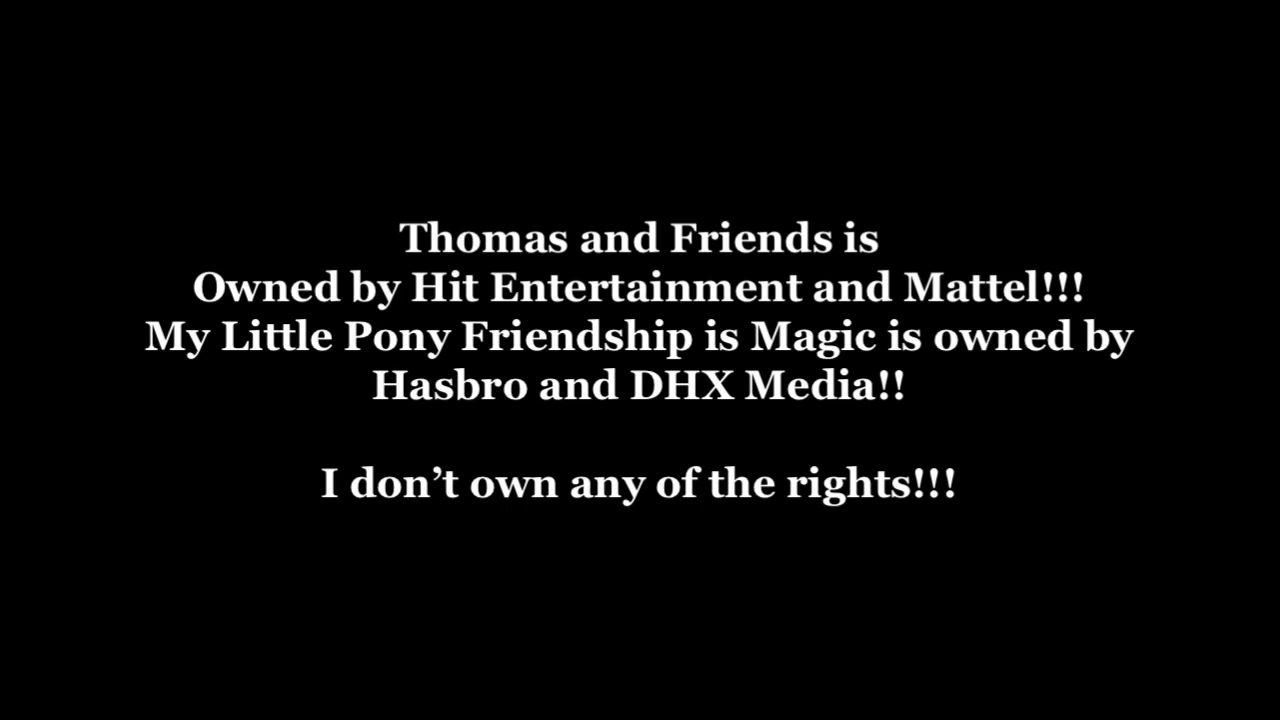 Thomas and Friends is
Owned by Hit Entertainment and Mattel!!!
My Little Pony Friendship is Magic is owned by
Hasbro and DHX Media!!
I don’t own any of the rights!!!